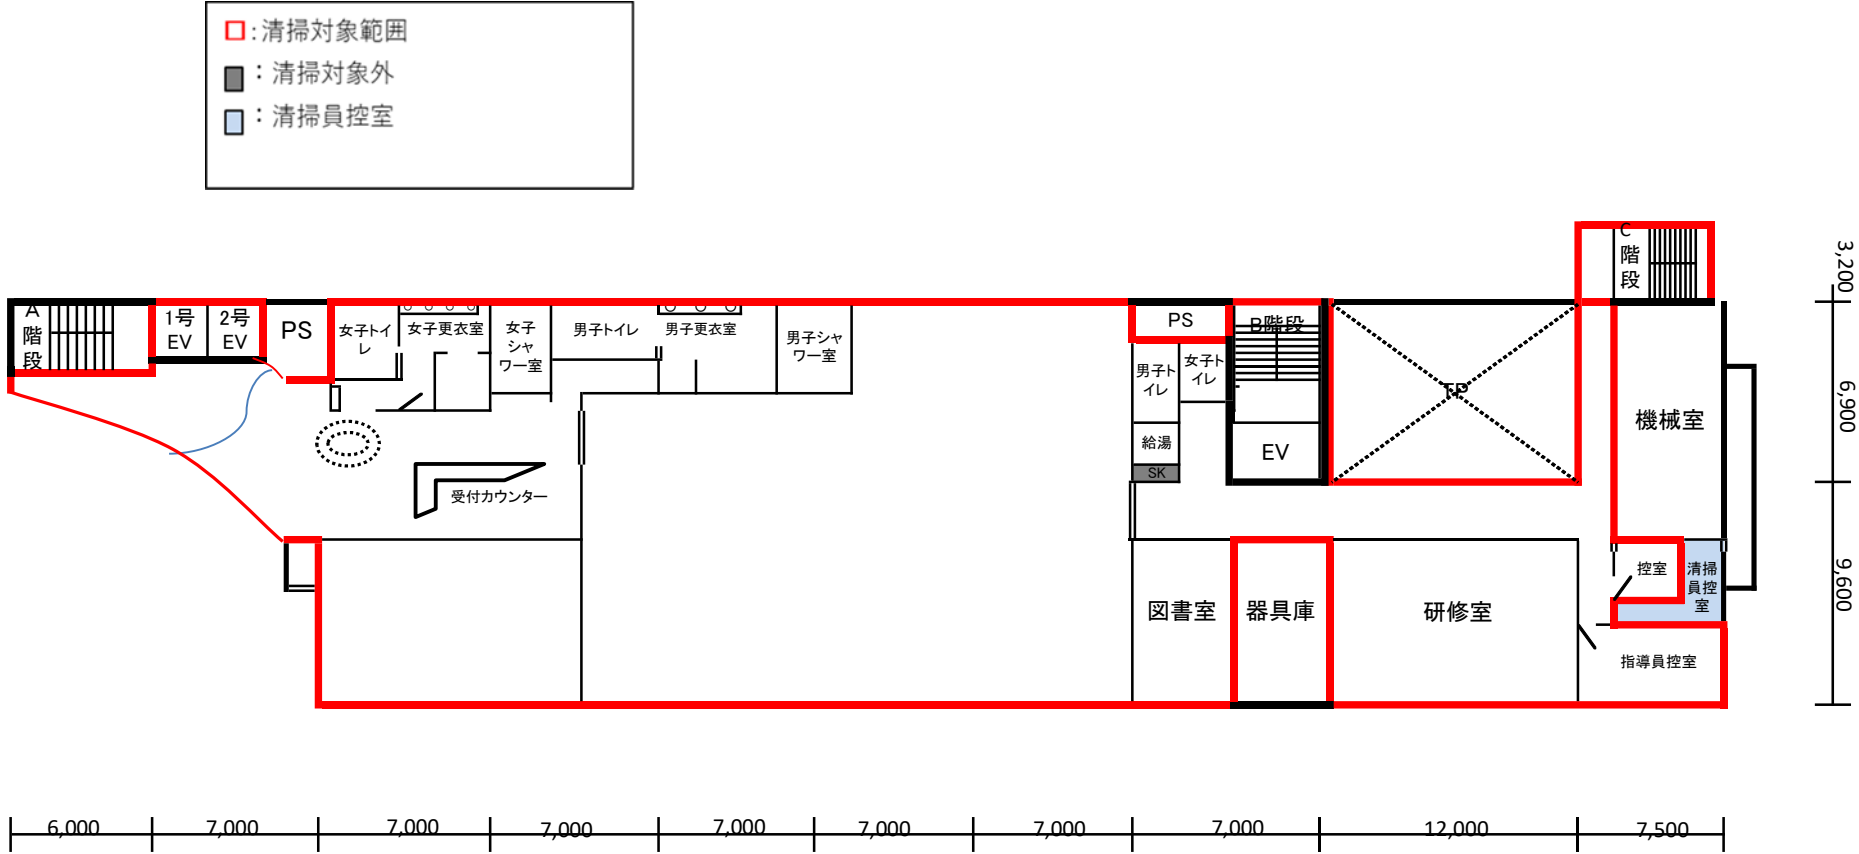 ：清掃対象範囲
：清掃対象外
：清掃員控室
C
階
段
3,200
A
階
段
1号
EV
2号
EV
PS
女子トイ
レ
女子更衣室
女子
シャ
ワー室
男子トイレ
男子更衣室
男子シャ
ワー室
PS
B階段
男子ト
イレ
女子ト
イレ
TP
機械室
6,900
給湯
EV
SK
受付カウンター
図書室
器具庫
研修室
控室
清掃
員控
室
指導員控室
9,600
6,000
7,000
7,000
7,000
7,000
7,000
7,000
7,000
12,000
7,500